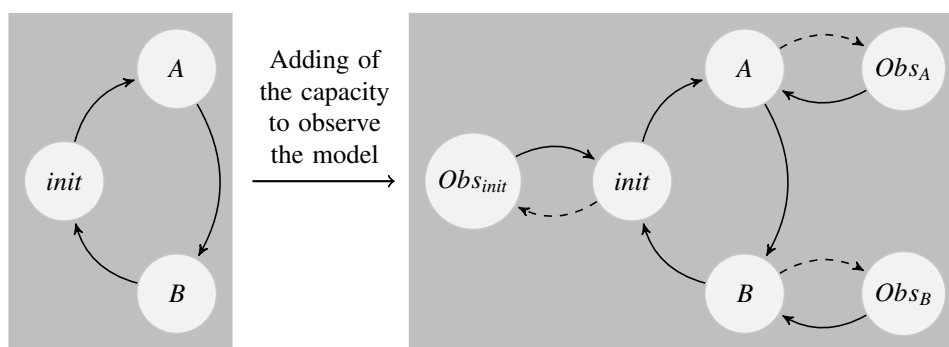 A
init
B
Adding of
the capacity
to observe
the model
A
Obs_A
Obs_init
init
B
Obs_B